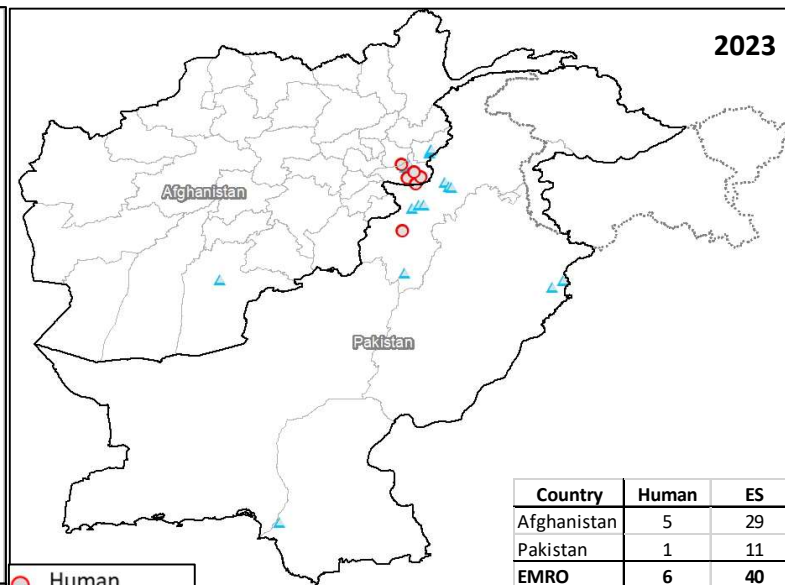 2023
Afghanistan
Pakistan
Country Human ES
Afghanistan 5 29
Pakistan 1 11
EMRO 6 40
Human